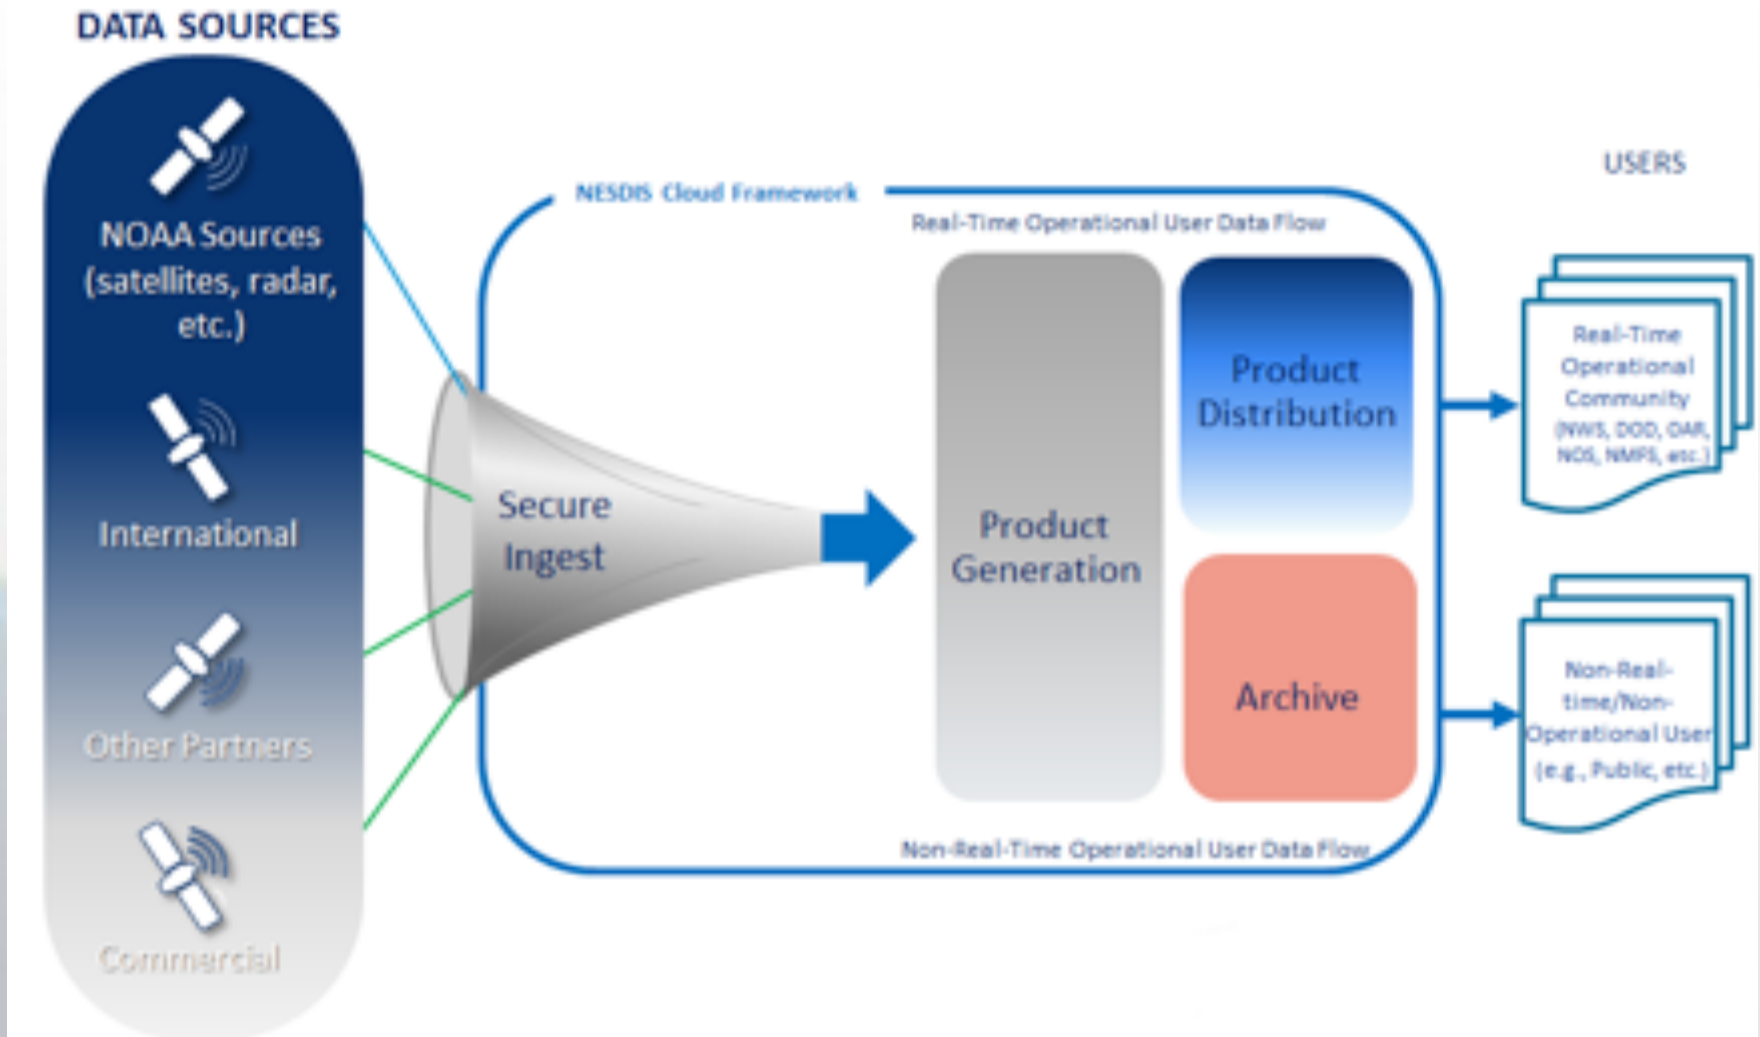 DATA SOURCES
NOAA Sources
(satellites, radar,
etc.)
International
Other Partners
Commercial
NESDIS Cloud Framework
Real-Time Operational User Data Flow
Secure
Ingest
Product
Generation
Product
Distribution
Archive
Non-Real-Time Operational User Data Flow
USERS
Real-Time
Operational
Community
(NWS, DOD, OAR,
NOS, NMFS, etc.)
Non-Real-
time/Non-
Operational User
(e.g., Public, etc.)